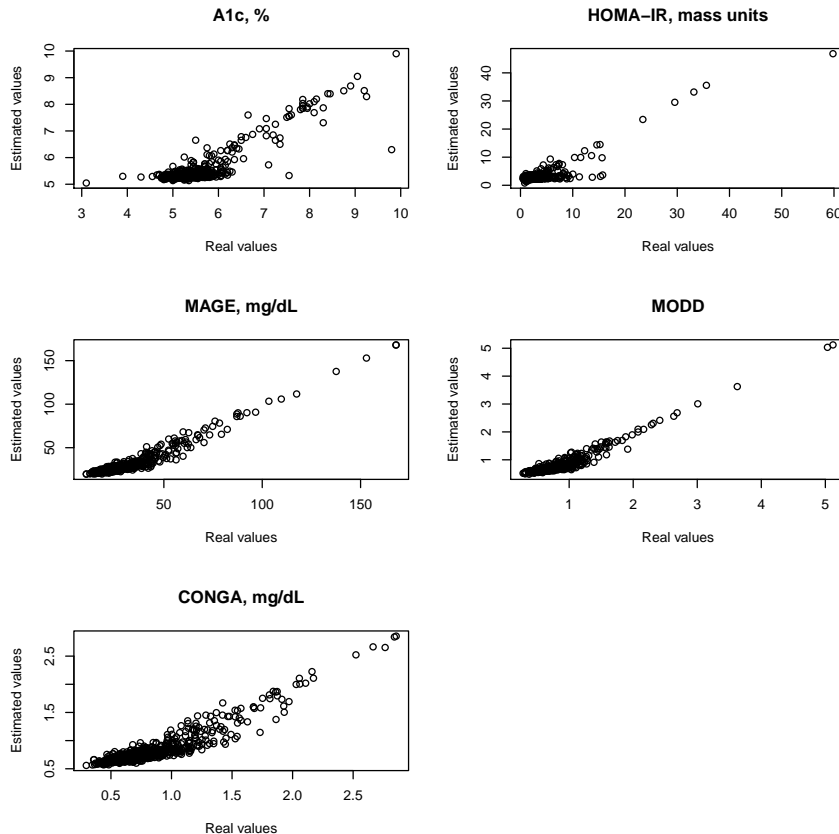 A1c, %
Estimated values
5 6 7 8 9 10
3 4 5 6 7 8 9 10
Real values
HOMA−IR, mass units
Estimated values
0 10 20 30 40
0 10 20 30 40 50 60
Real values
MAGE, mg/dL
Estimated values
50 100 150
50 100 150
Real values
MODD
Estimated values
1 2 3 4 5
1 2 3 4 5
Real values
CONGA, mg/dL
Estimated values
0.5 1.5 2.5
0.5 1.0 1.5 2.0 2.5
Real values